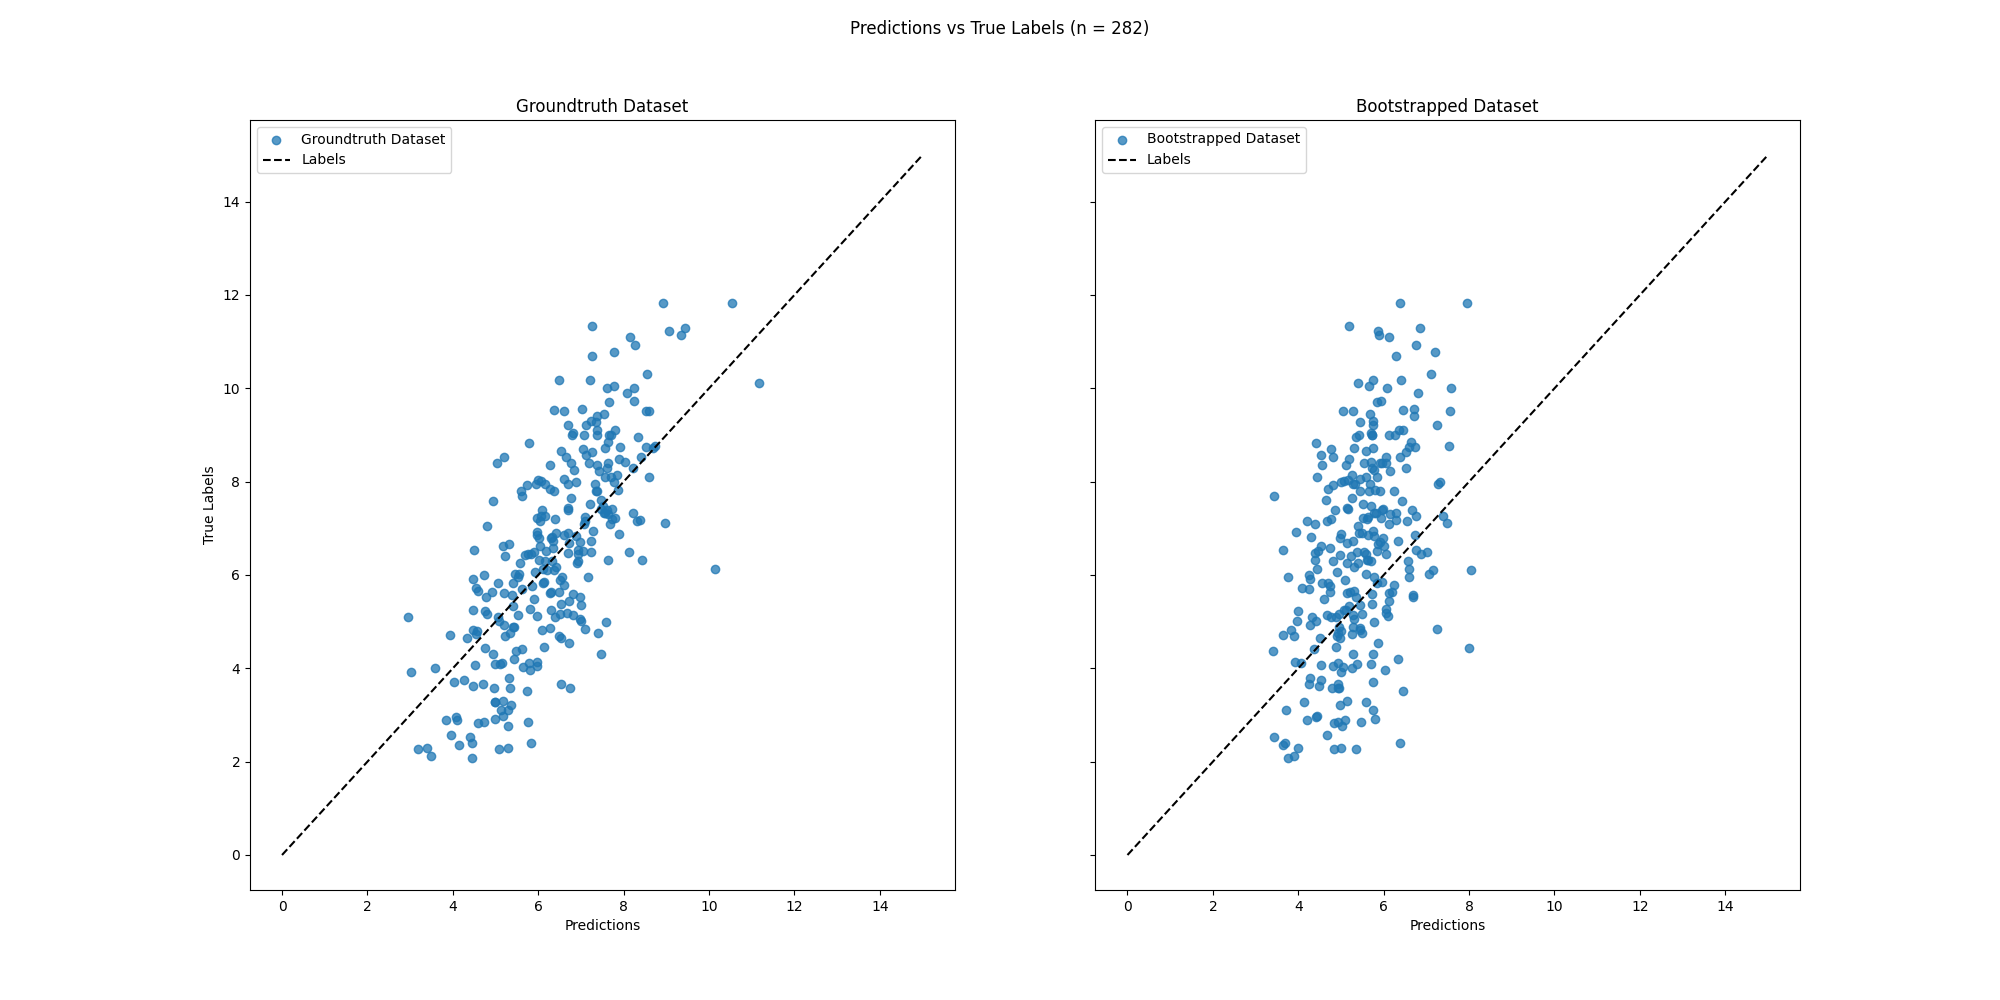 Predictions vs True Labels (n = 282)
Groundtruth Dataset
Groundtruth Dataset
Labels
True Labels
14
12
10
8
6
4
2
0
0 2 4 6 8 10 12 14
Predictions
Bootstrapped Dataset
Bootstrapped Dataset
Labels
0 2 4 6 8 10 12 14
Predictions